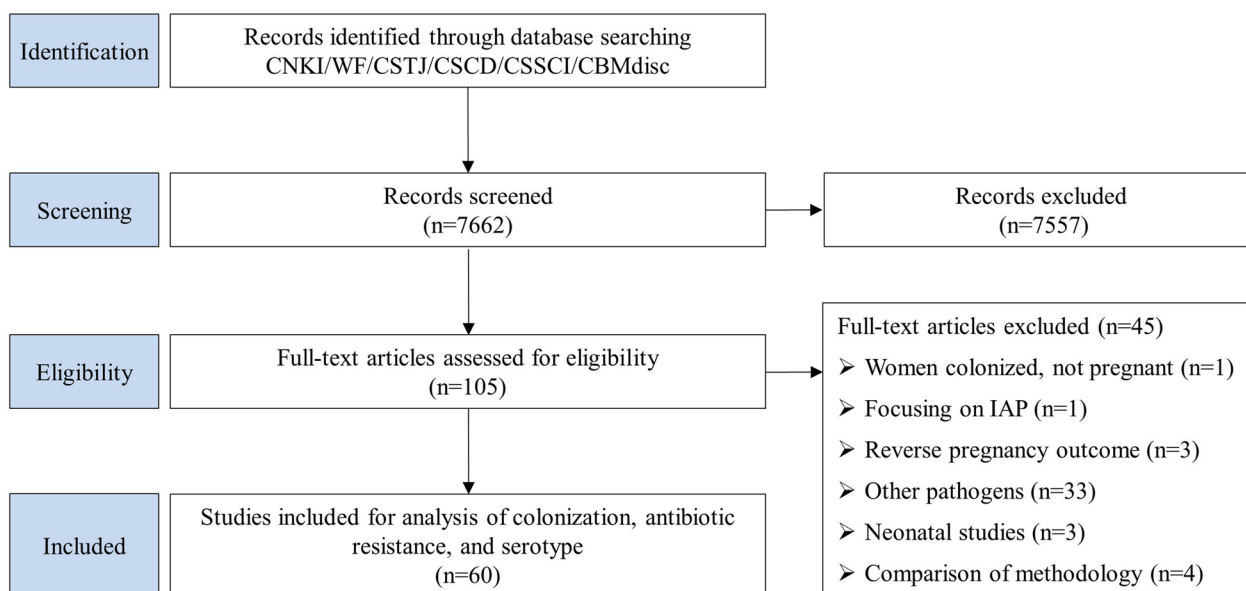 Identification
Records identified through database searching
CNKI/WF/CSTJ/CSCD/CSSCI/CBMdisc
Screening
Records screened
(n=7662)
Records excluded
(n=7557)
Eligibility
Full-text articles assessed for eligibility
(n=105)
Full-text articles excluded (n=45)
➢ Women colonized, not pregnant (n=1)
➢ Focusing on IAP (n=1)
➢ Reverse pregnancy outcome (n=3)
➢ Other pathogens (n=33)
➢ Neonatal studies (n=3)
➢ Comparison of methodology (n=4)
Included
Studies included for analysis of colonization, antibiotic
resistance, and serotype
(n=60)